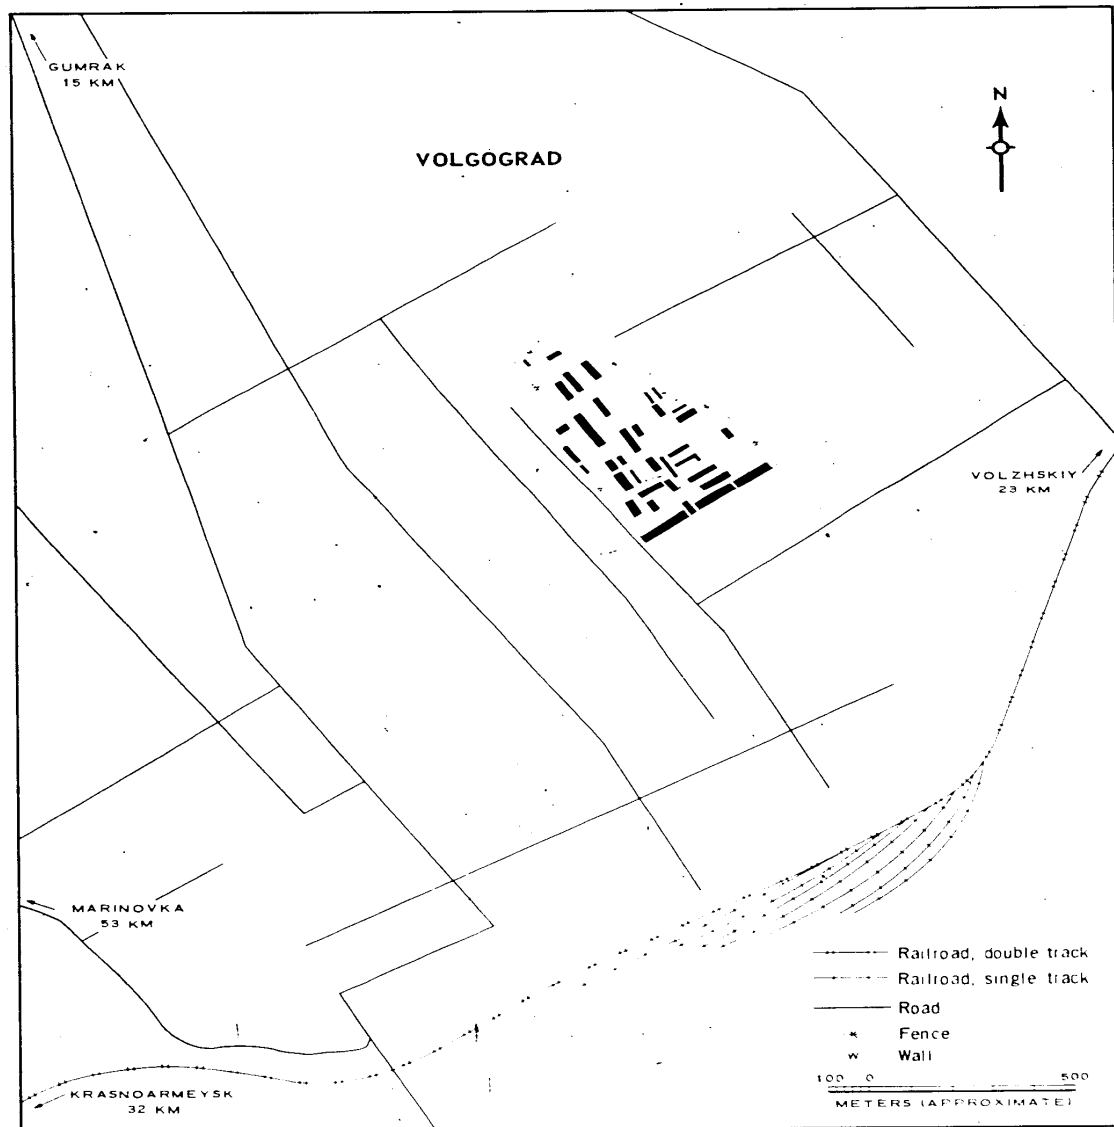 GUMRAK
15 KM
N
VOLGOGRAD
VOLZHSKIY
23 KM
MARINOVKA
53 KM
Railroad, double track
Railroad, single track
Road
Fence
Wall
100 0 500
METERS (APPROXIMATE)
KRASNOARMEYSK
32 KM